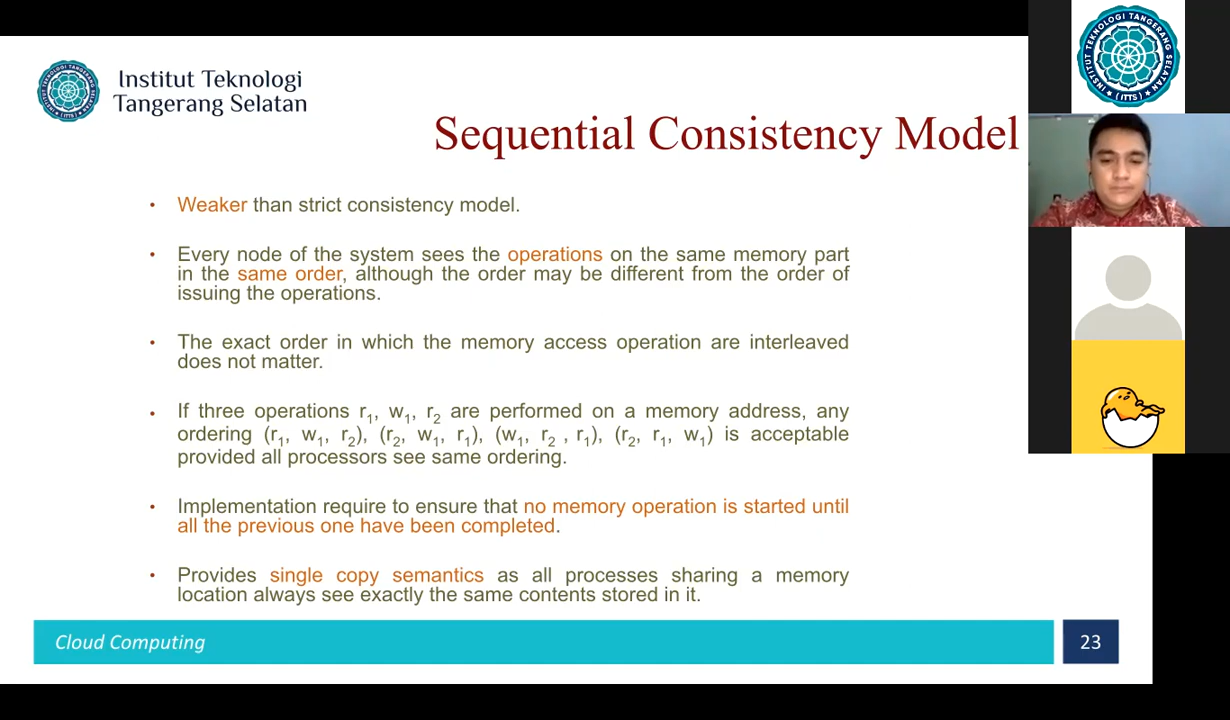 Institut Teknologi
Tangerang Selatan
Sequential Consistency Model
• Weaker than strict consistency model.
• Every node of the system sees the operations on the same memory part
in the same order, although the order may be different from the order of
issuing the operations.
• The exact order in which the memory access operation are interleaved
does not matter.
• If three operations r1, w1, r2 are performed on a memory address, any
ordering (r1, w1, r2), (r2, w1, r1), (w1, r2 , r1), (r2, r1, w1) is acceptable
provided all processors see same ordering.
• Implementation require to ensure that no memory operation is started until
all the previous one have been completed.
• Provides single copy semantics as all processes sharing a memory
location always see exactly the same contents stored in it.
Cloud Computing
23
INSTITUT TEKNOLOGI TANGERANG SELATAN
(ITTS)